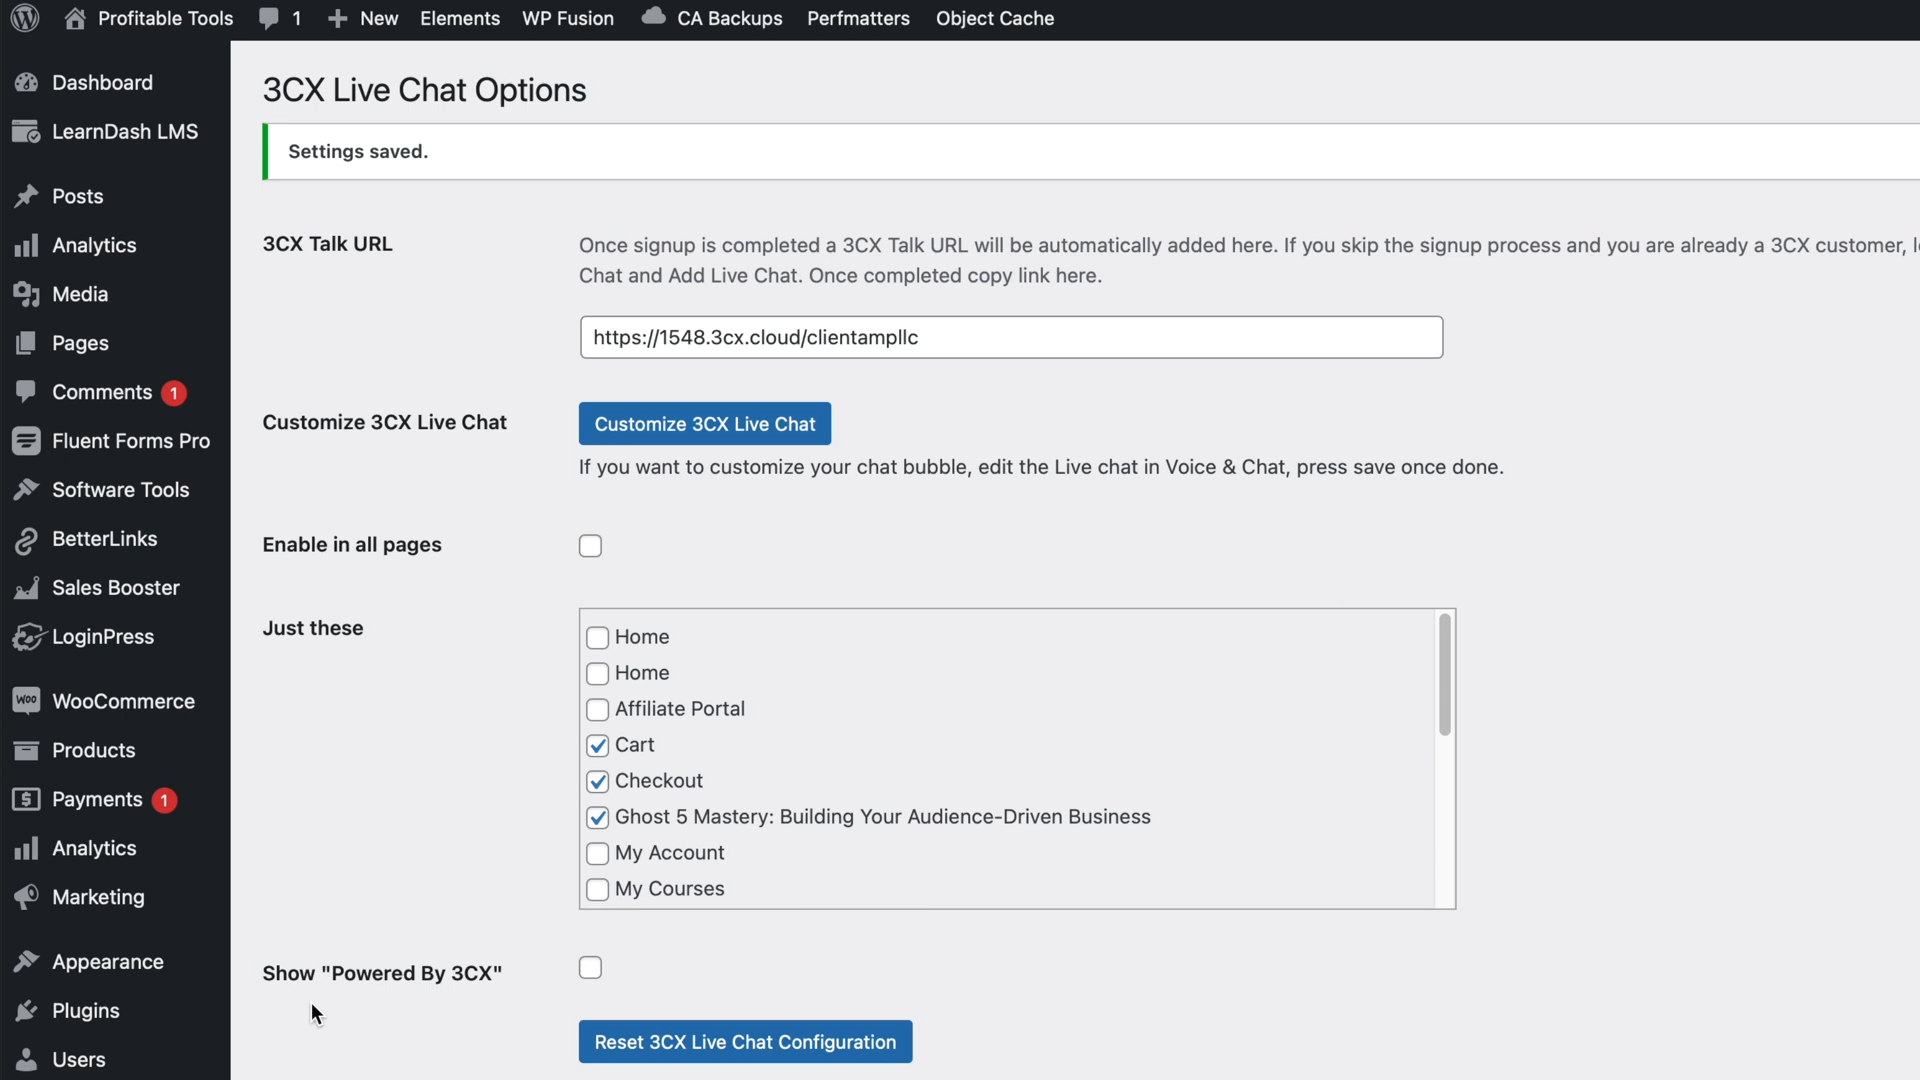 Profitable Tools 1 New Elements WP Fusion CA Backups Perfmatters Object Cache
Dashboard
LearnDash LMS
Posts
Analytics
Media
Pages
Comments 1
Fluent Forms Pro
Software Tools
BetterLinks
Sales Booster
LoginPress
WOO WooCommerce
Products
Payments 1
Analytics
Marketing
Appearance
Plugins
Users
3CX Live Chat Options
Settings saved.
3CX Talk URL
Once signup is completed a 3CX Talk URL will be automatically added here. If you skip the signup process and you are already a 3CX customer,
Chat and Add Live Chat. Once completed copy link here.
https://1548.3cx.cloud/clientampllc
Customize 3CX Live Chat
Customize 3CX Live Chat
If you want to customize your chat bubble, edit the Live chat in Voice & Chat, press save once done.
Enable in all pages
Just these
Home
Home
Affiliate Portal
Cart
Checkout
Ghost 5 Mastery: Building Your Audience-Driven Business
My Account
My Courses
Show "Powered By 3CX"
Reset 3CX Live Chat Configuration